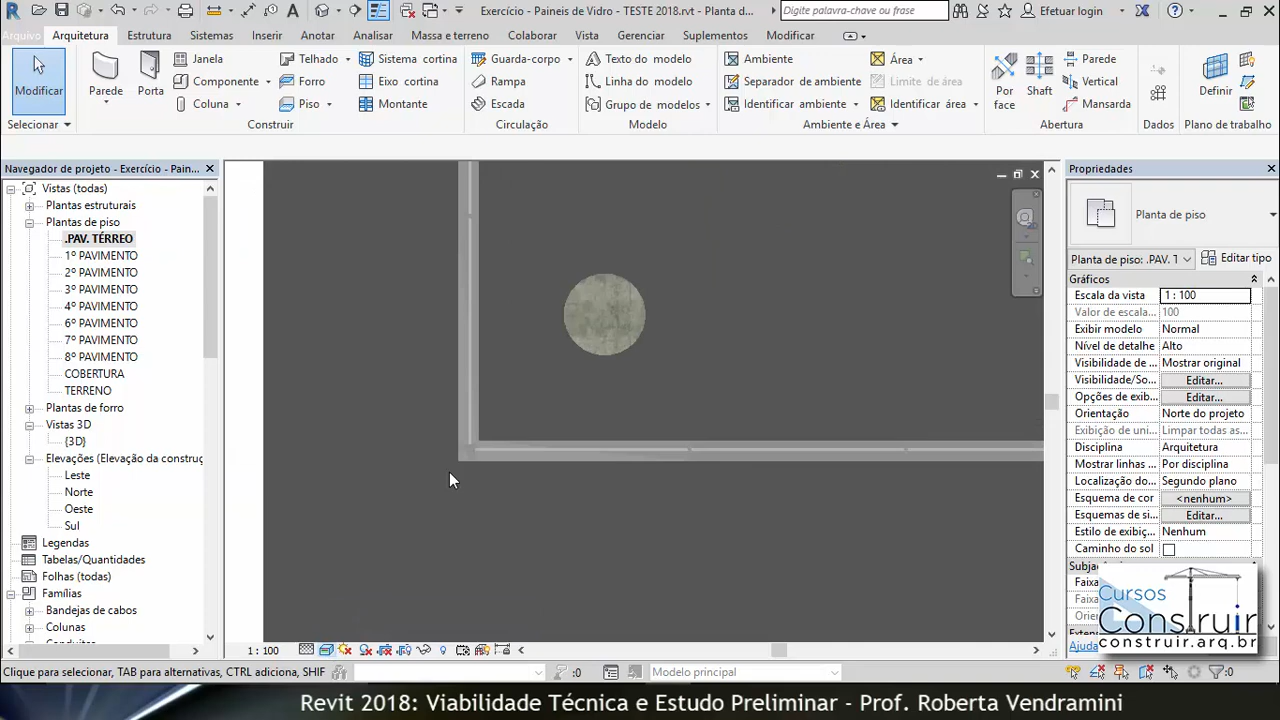 Exercício - Paineis de Vidro - TESTE 2018.rvt - Planta d...
Digite palavra-chave ou frase
Efetuar login
Arquivo Arquitetura Estrutura Sistemas Inserir Anotar Analisar Massa e terreno Colaborar Vista Gerenciar Suplementos Modificar
Modificar
Selecionar
Parede
Porta
Janela
Componente
Coluna
Telhado
Forro
Piso
Sistema cortina
Eixo cortina
Montante
Construir
Guarda-corpo
Rampa
Escada
Circulação
Texto do modelo
Linha do modelo
Grupo de modelos
Modelo
Ambiente
Separador de ambiente
Identificar ambiente
Área
Limite de área
Identificar área
Ambiente e Área
Por face
Shaft
Parede
Vertical
Mansarda
Abertura
Dados
Definir
Plano de trabalho
Navegador de projeto - Exercício - Pain...
Vistas (todas)
Plantas estruturais
Plantas de piso
.PAV. TÉRREO
1º PAVIMENTO
2º PAVIMENTO
3º PAVIMENTO
4º PAVIMENTO
6º PAVIMENTO
7º PAVIMENTO
8º PAVIMENTO
COBERTURA
TERRENO
Plantas de forro
Vistas 3D
{3D}
Elevações (Elevação da construç
Leste
Norte
Oeste
Sul
Legendas
Tabelas/Quantidades
Folhas (todas)
Famílias
Bandejas de cabos
Colunas
Propriedades
Planta de piso
Planta de piso: .PAV. T
Editar tipo
Gráficos
Escala da vista 1 : 100
Valor de escala... 100
Exibir modelo Normal
Nível de detalhe Alto
Visibilidade de ... Mostrar original
Visibilidade/So... Editar...
Opções de exib... Editar...
Orientação Norte do projeto
Exibição de uni... Limpar todas as...
Disciplina Arquitetura
Mostrar linhas ... Por disciplina
Localização do... Segundo plano
Esquema de cor <nenhum>
Esquemas de si... Editar...
Estilo de exibiç... Nenhum
Caminho do sol
Subjac
Faixa
Faixa
Orie
Exten
Ajuda
Cursos
Construir
construir.arq.br
1 : 100
Clique para selecionar, TAB para alternativas, CTRL adiciona, SHIF
:0
Modelo principal
:0
Revit 2018: Viabilidade Técnica e Estudo Preliminar - Prof. Roberta Vendramini